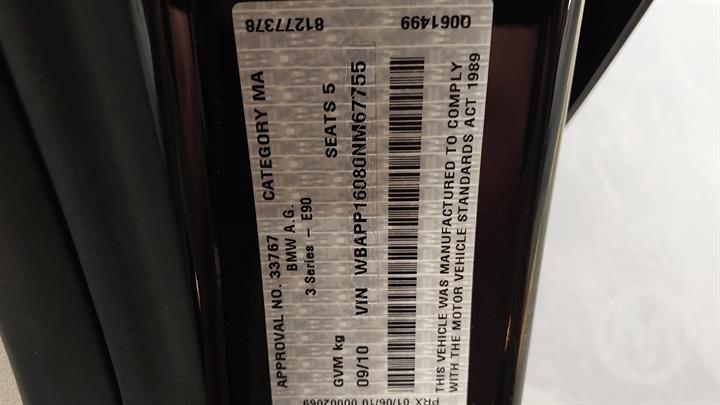 81277378 Q061499
APPROVAL NO. 33767 CATEGORY MA
BMW A.G.
3 Series - E90
GVM kg SEATS 5
09/10 VIN WBAPP16080NM67755
THIS VEHICLE WAS MANUFACTURED TO COMPLY
WITH THE MOTOR VEHICLE STANDARDS ACT 1989
PRX 01/06/10 000002069